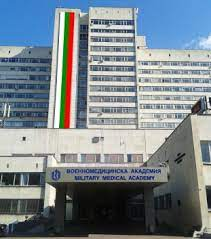 ВОЕННОМЕДИЦИНСКА АКАДЕМИЯ
MILITARY MEDICAL ACADEMY